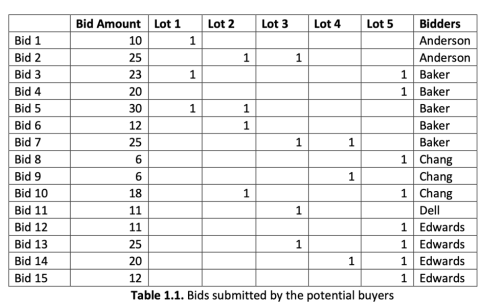 Bid Amount Lot 1 Lot 2 Lot 3 Lot 4 Lot 5 Bidders
Bid 1 10 1 Anderson
Bid 2 25 1 1 Anderson
Bid 3 23 1 1 Baker
Bid 4 20 1 Baker
Bid 5 30 1 1 Baker
Bid 6 12 1 Baker
Bid 7 25 1 1 Baker
Bid 8 6 1 Chang
Bid 9 6 1 Chang
Bid 10 18 1 1 Chang
Bid 11 11 1 Dell
Bid 12 11 1 Edwards
Bid 13 25 1 1 Edwards
Bid 14 20 1 1 Edwards
Bid 15 12 1 Edwards
Table 1.1. Bids submitted by the potential buyers